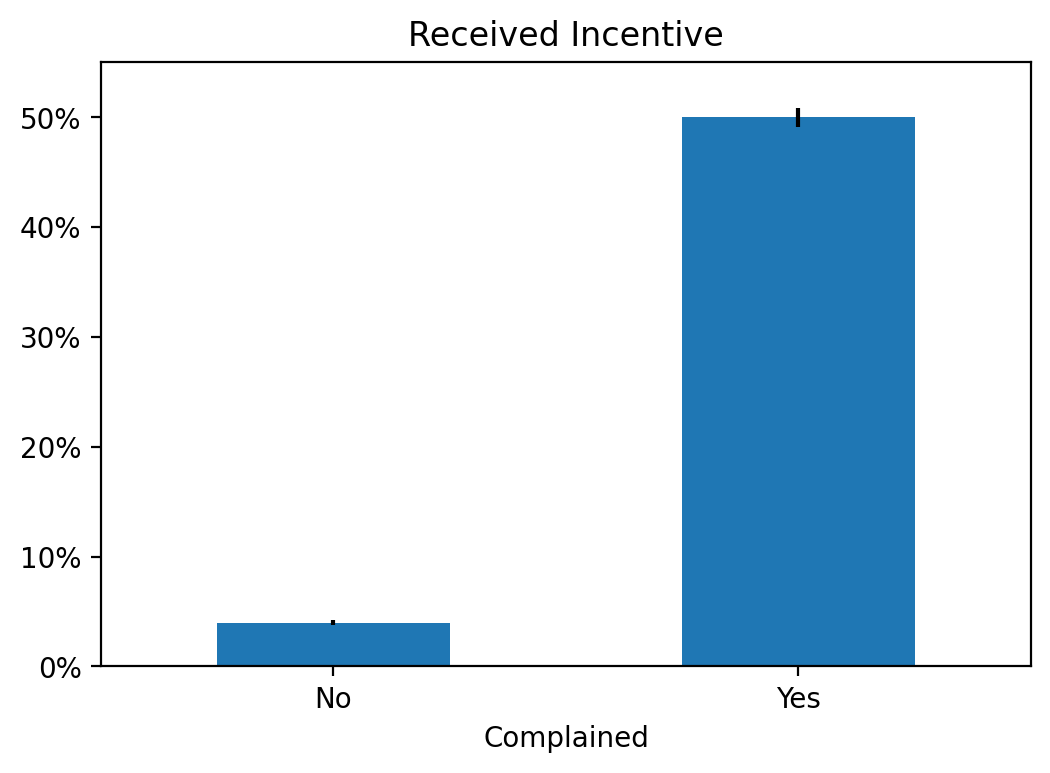 Received Incentive
50%
40%
30%
20%
10%
0%
No Yes
Complained